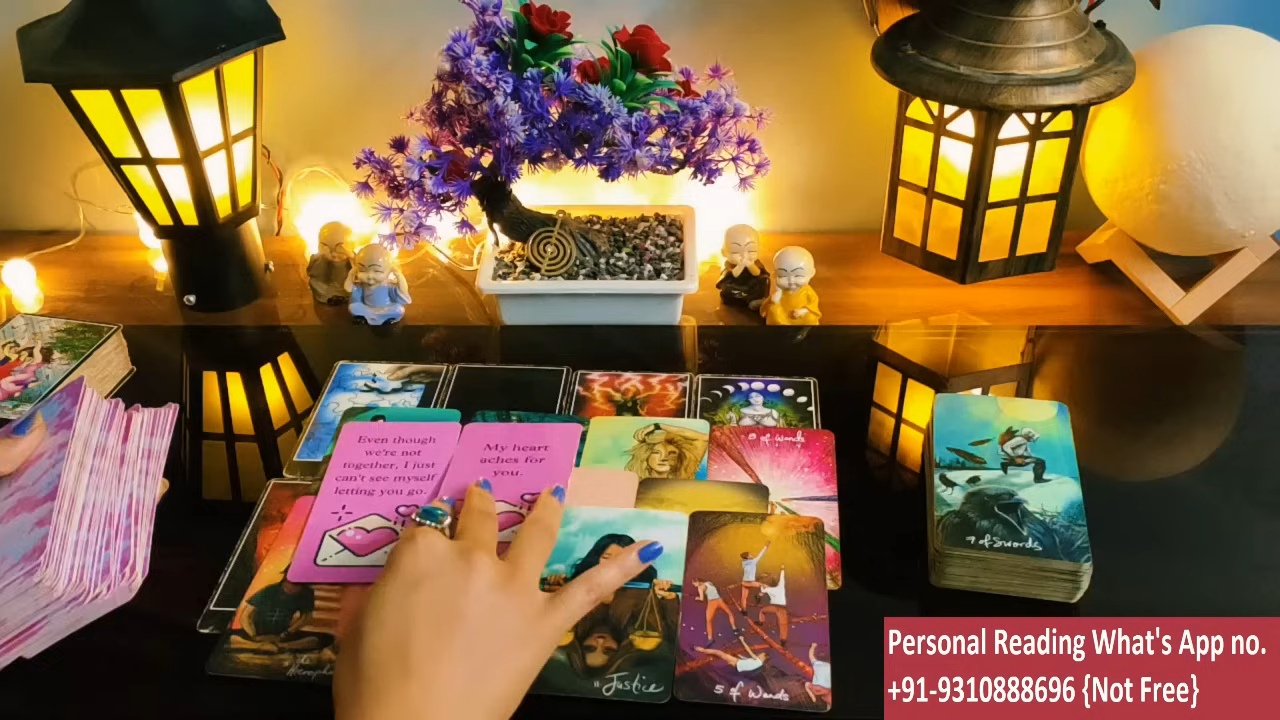 8 of Wands
Even though
we're not
together, I just
can't see myself
letting you go.
My heart
aches for
you.
7 of Swords
Justice
5 of Wands
Personal Reading What's App no.
+91-9310888696 {Not Free}